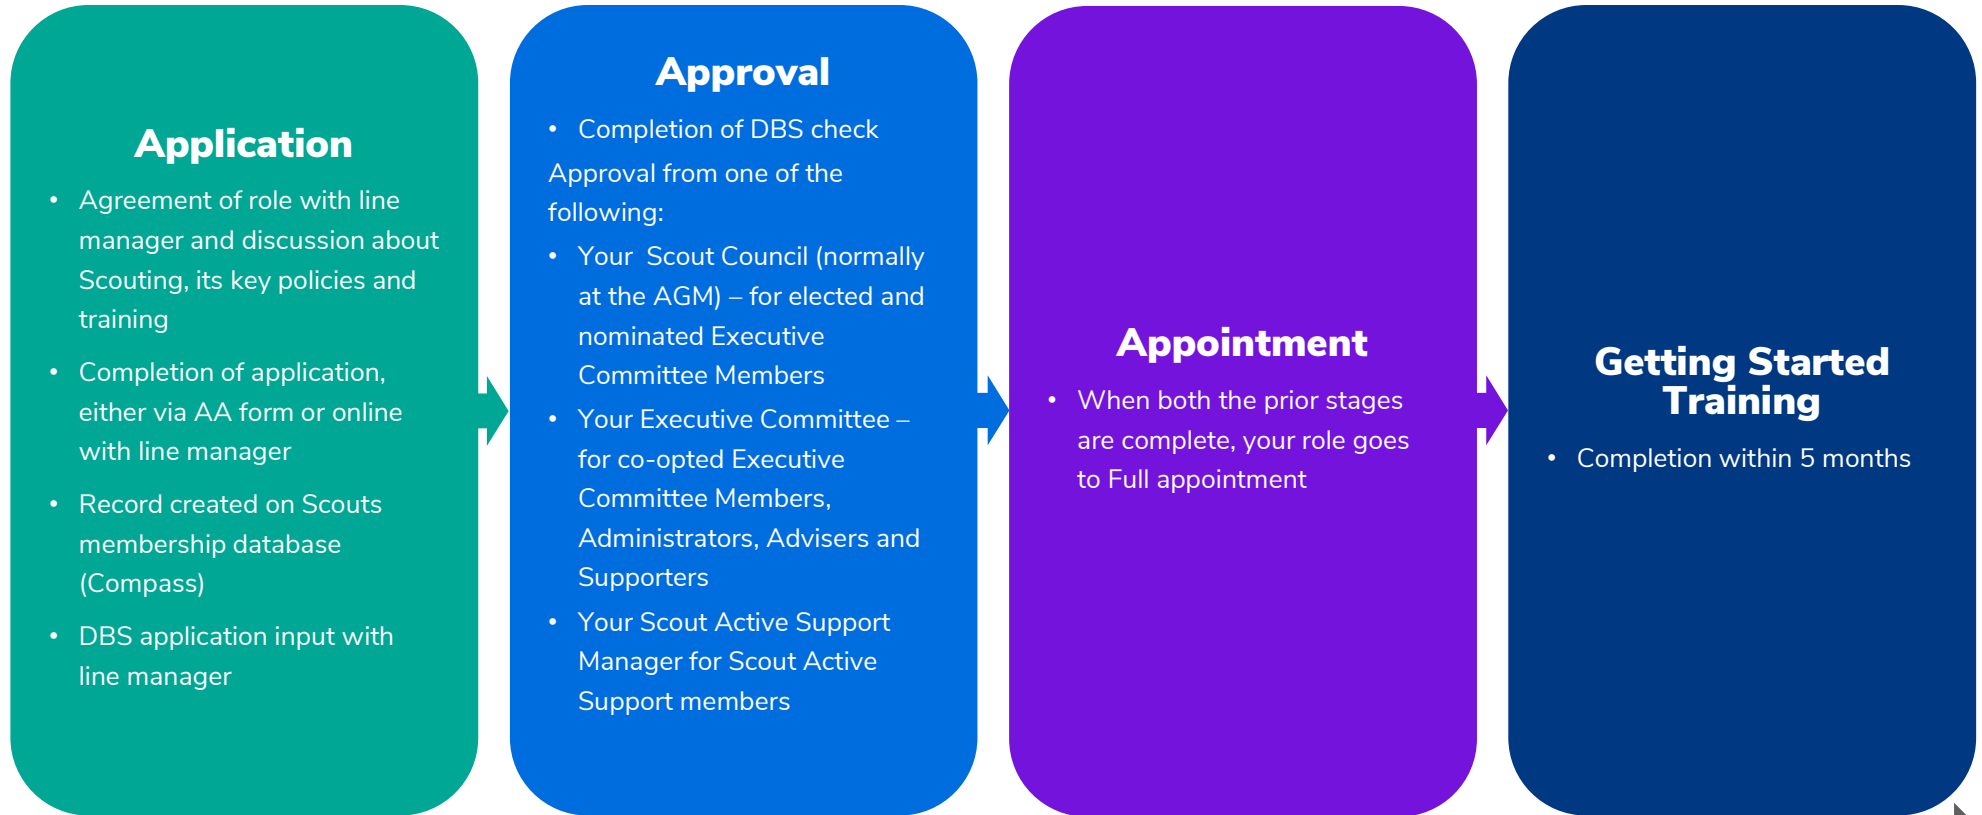 Application
• Agreement of role with line
manager and discussion about
Scouting, its key policies and
training
• Completion of application,
either via AA form or online
with line manager
• Record created on Scouts
membership database
(Compass)
• DBS application input with
line manager
Approval
• Completion of DBS check
Approval from one of the
following:
• Your  Scout Council (normally
at the AGM) – for elected and
nominated Executive
Committee Members
• Your Executive Committee –
for co-opted Executive
Committee Members,
Administrators, Advisers and
Supporters
• Your Scout Active Support
Manager for Scout Active
Support members
Appointment
• When both the prior stages
are complete, your role goes
to Full appointment
Getting Started
Training
• Completion within 5 months